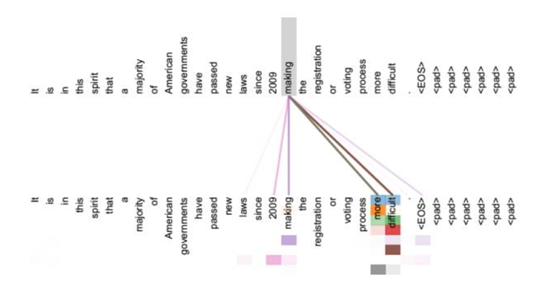 It is in this spirit that a majority of American governments have passed new laws since 2009 making the registration or voting process more difficult . <EOS> <pad> <pad> <pad> <pad> <pad> <pad>
It is in this spirit that a majority of American governments have passed new laws since 2009 making the registration or voting process more difficult . <EOS> <pad> <pad> <pad> <pad> <pad> <pad>